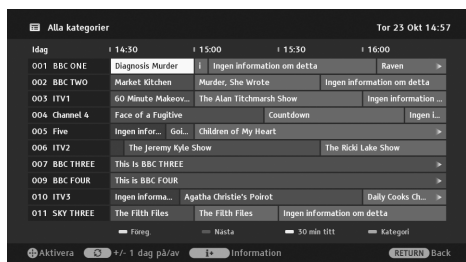 Alla kategorier Tor 23 Okt 14:57
Idag 14:30 15:00 15:30 16:00
001 BBC ONE Diagnosis Murder i Ingen information om detta Raven
002 BBC TWO Market Kitchen Murder, She Wrote Ingen information om detta
003 ITV1 60 Minute Makeov... The Alan Titchmarsh Show Ingen information ...
004 Channel 4 Face of a Fugitive Countdown Ingen i...
005 Five Ingen infor... Goi... Children of My Heart
006 ITV2 The Jeremy Kyle Show The Ricki Lake Show
007 BBC THREE This Is BBC THREE
009 BBC FOUR This is BBC FOUR
010 ITV3 Ingen informa... Agatha Christie's Poirot Daily Cooks Ch...
011 SKY THREE The Filth Files The Filth Files Ingen information om detta
Föreg. Nästa 30 min titt Kategori
Aktivera +/- 1 dag på/av i+ Information RETURN Back